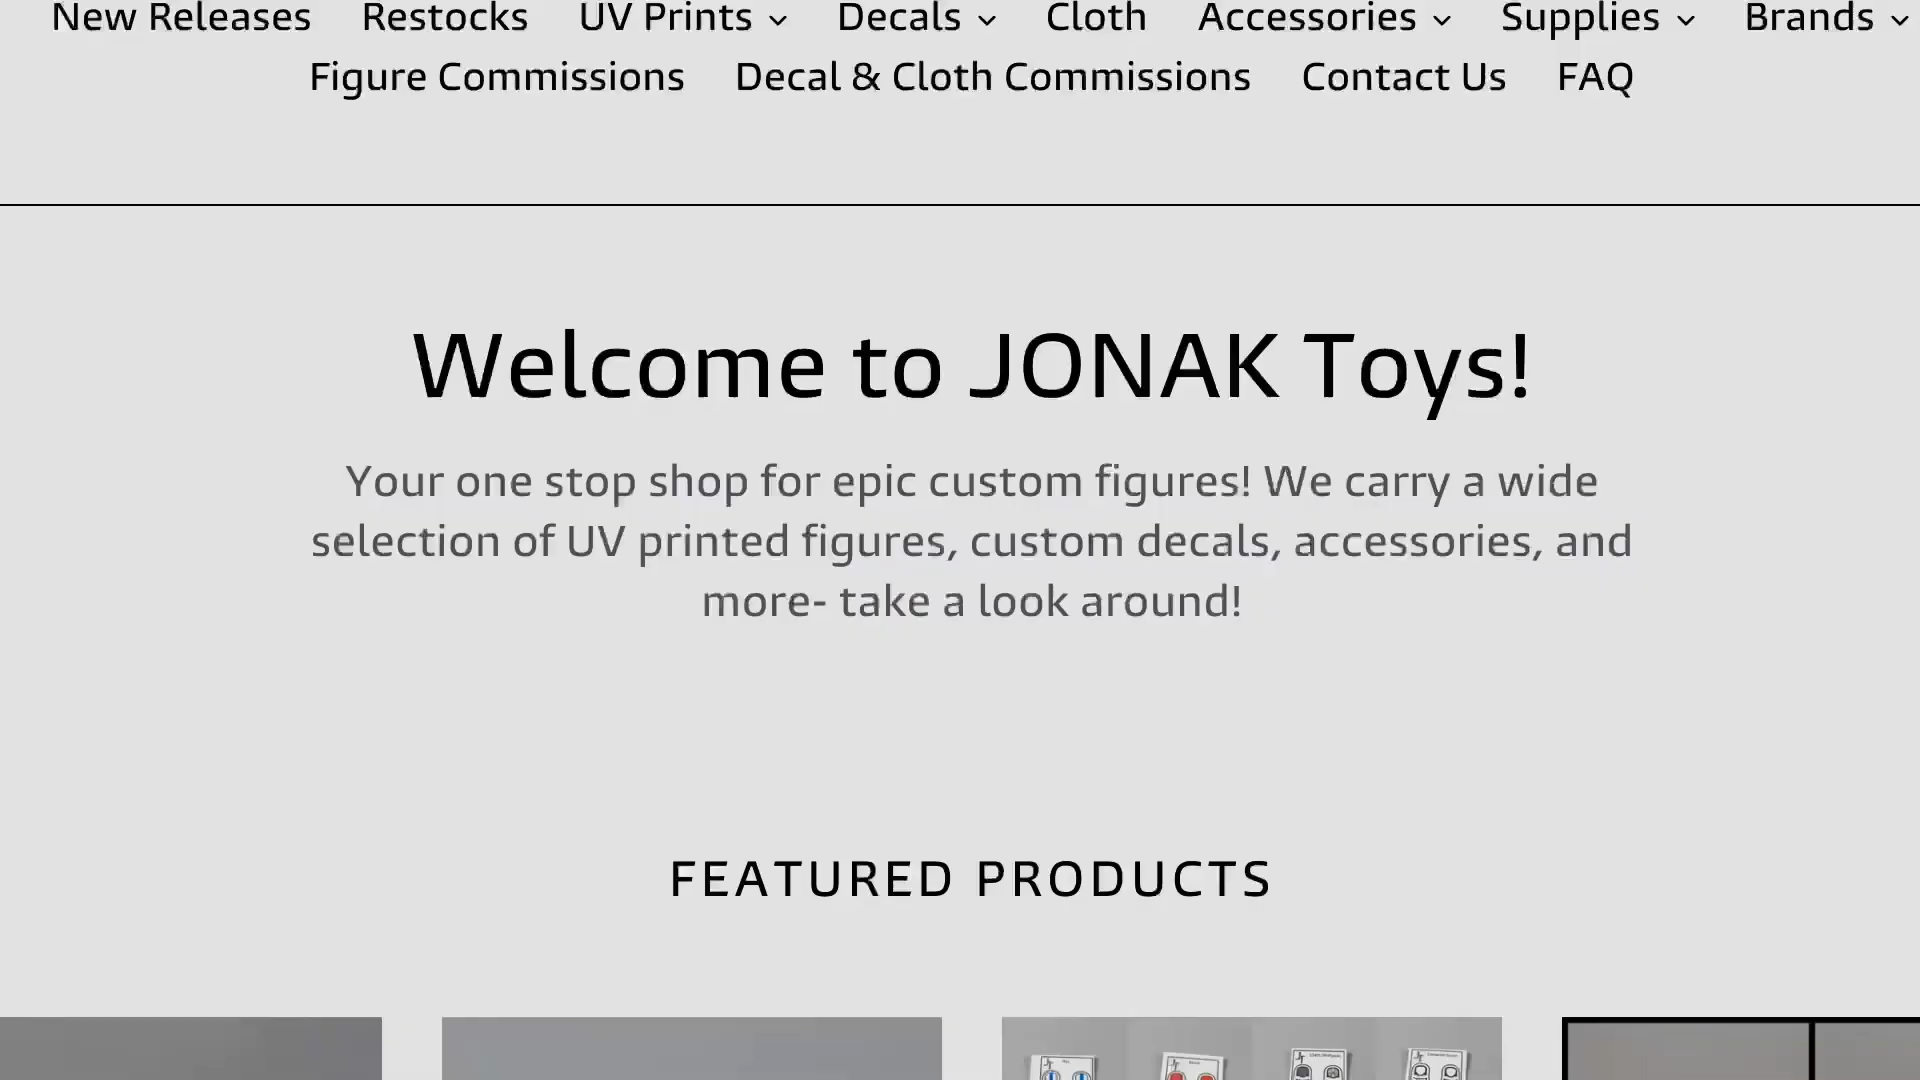 New Releases Restocks UV Prints Decals Cloth Accessories Supplies Brands
Figure Commissions Decal & Cloth Commissions Contact Us FAQ
Welcome to JONAK Toys!
Your one stop shop for epic custom figures! We carry a wide
selection of UV printed figures, custom decals, accessories, and
more- take a look around!
FEATURED PRODUCTS